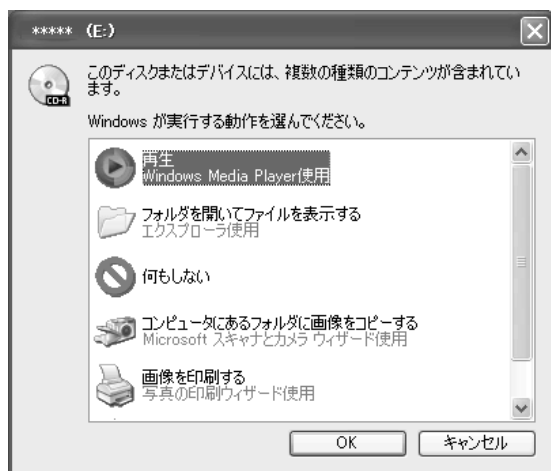 ***** (E:)
このディスクまたはデバイスには、複数の種類のコンテンツが含まれてい
ます。
CD-R
Windows が実行する動作を選んでください。
再生
Windows Media Player使用
フォルダを開いてファイルを表示する
エクスプローラ使用
何もしない
コンピュータにあるフォルダに画像をコピーする
Microsoft スキャナとカメラ ウィザード使用
画像を印刷する
写真の印刷ウィザード使用
OK
キャンセル